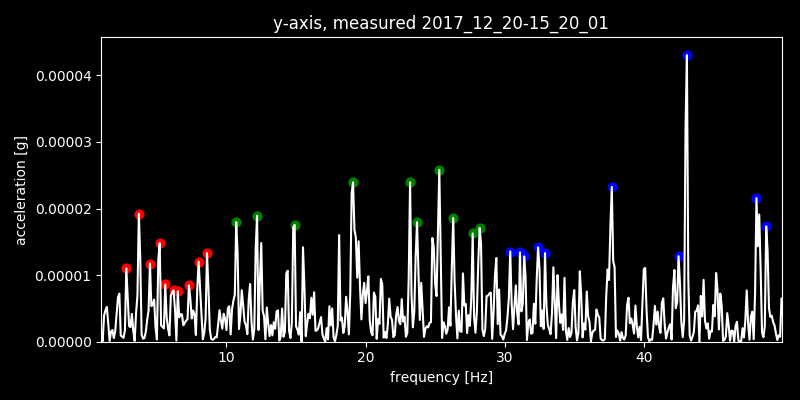 y-axis, measured 2017_12_20-15_20_01
acceleration [g]
0.00004
0.00003
0.00002
0.00001
0.00000
10 20 30 40
frequency [Hz]